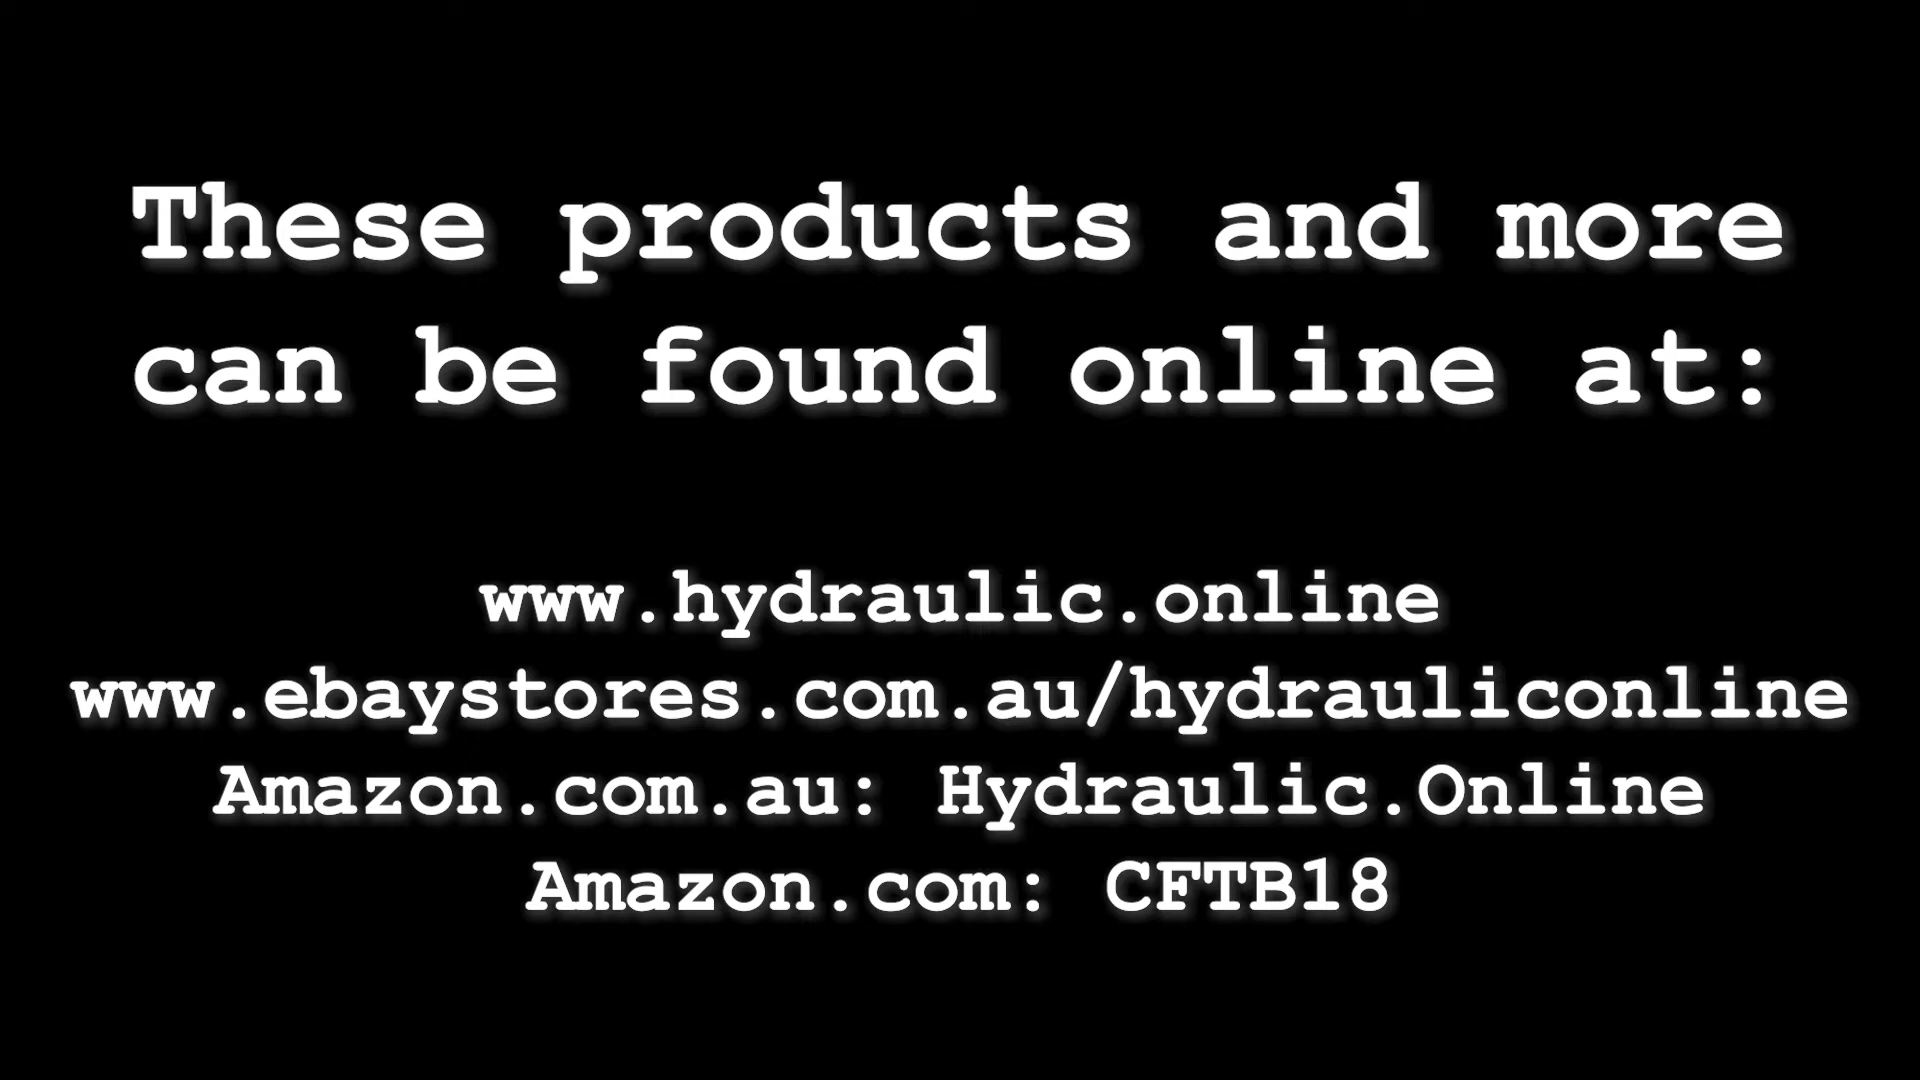 These products and more
can be found online at:
www.hydraulic.online
www.ebaystores.com.au/hydrauliconline
Amazon.com.au: Hydraulic.Online
Amazon.com: CFTB18